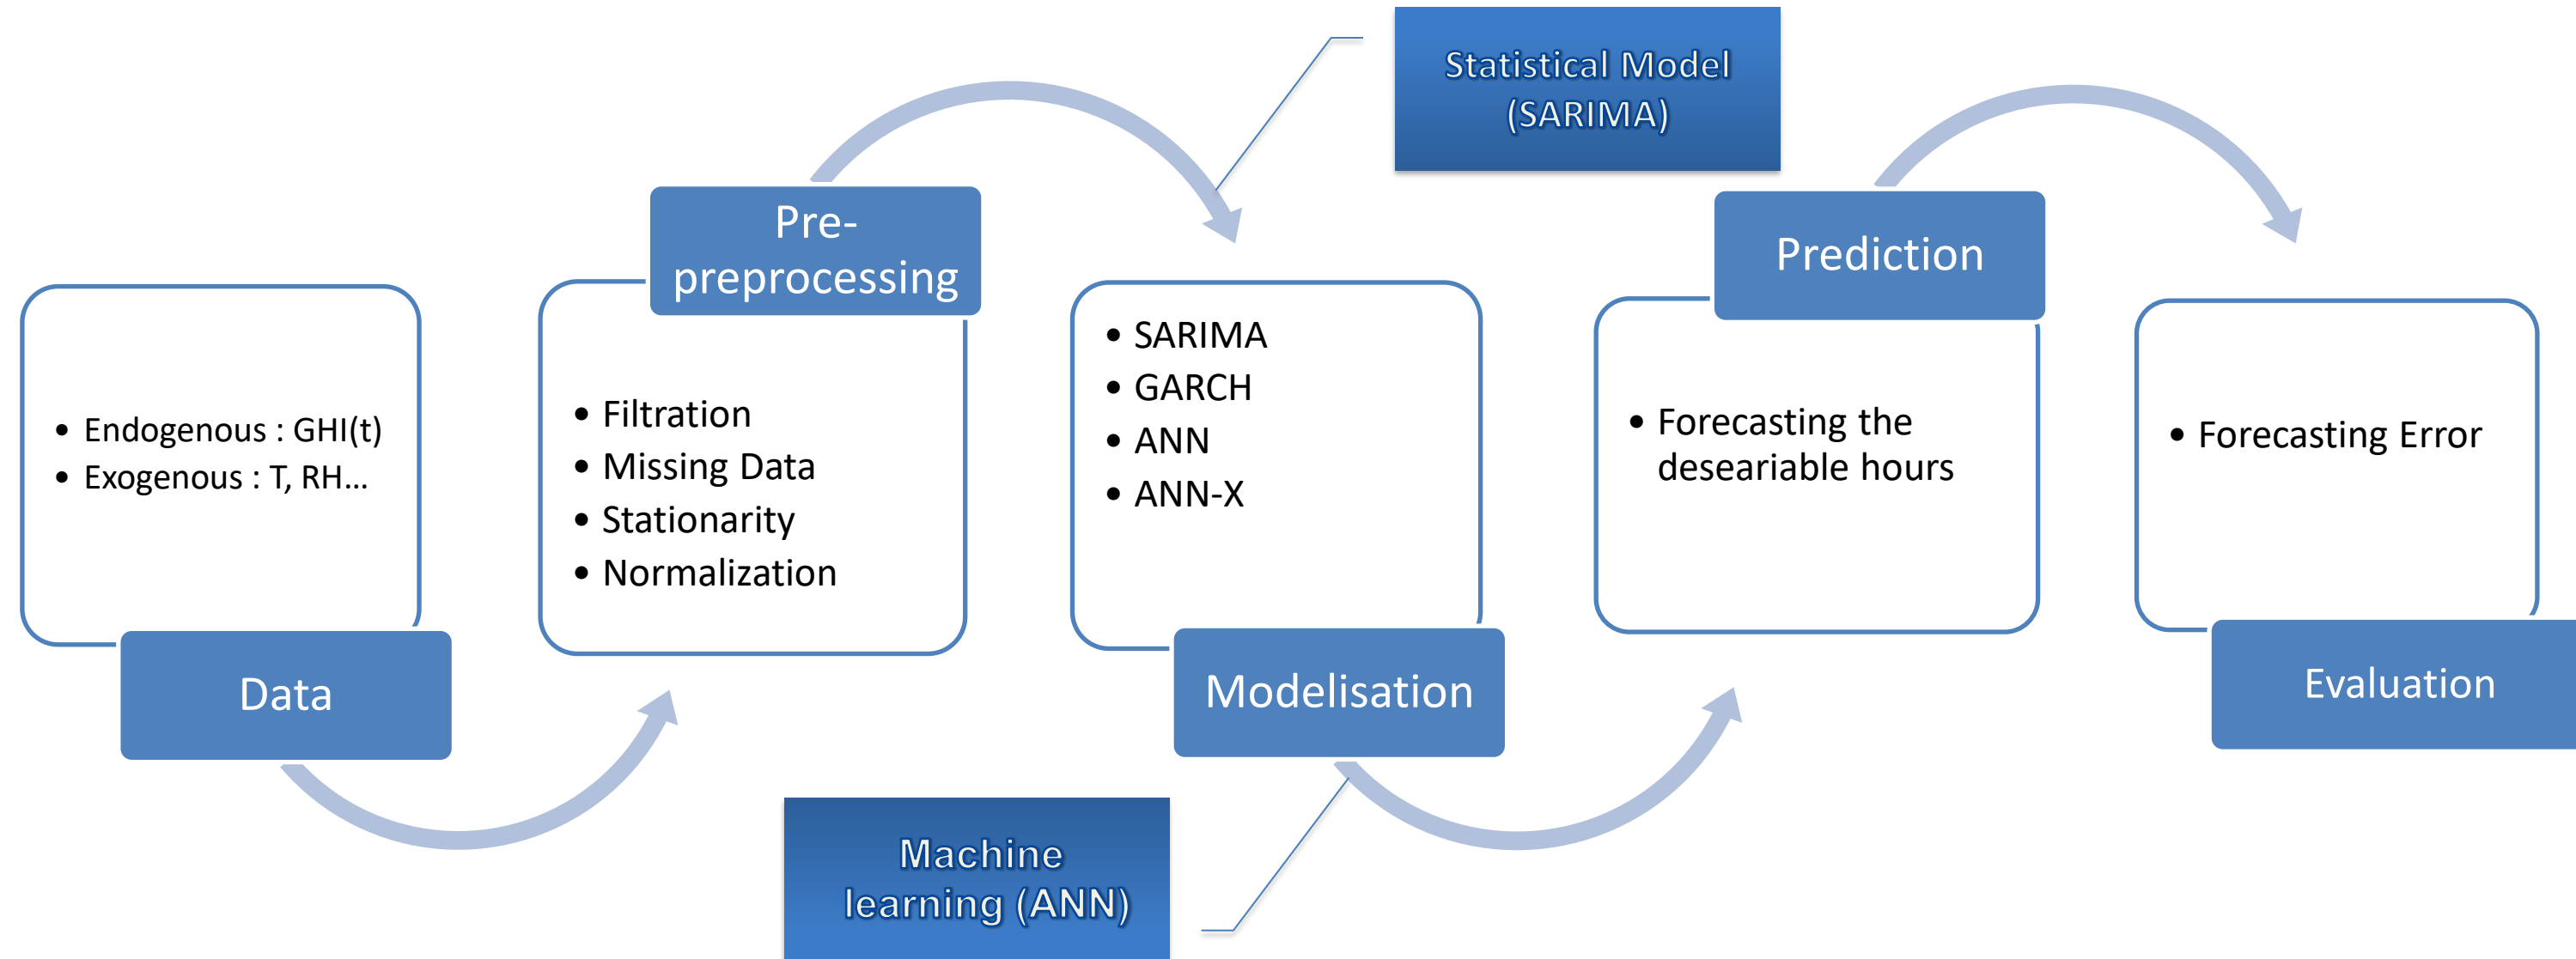 Statistical Model
(SARIMA)
• Endogenous : GHI(t)
• Exogenous : T, RH...
Data
Pre-
preprocessing
• Filtration
• Missing Data
• Stationarity
• Normalization
• SARIMA
• GARCH
• ANN
• ANN-X
Modelisation
Machine
learning (ANN)
Prediction
• Forecasting the
deseariable hours
• Forecasting Error
Evaluation